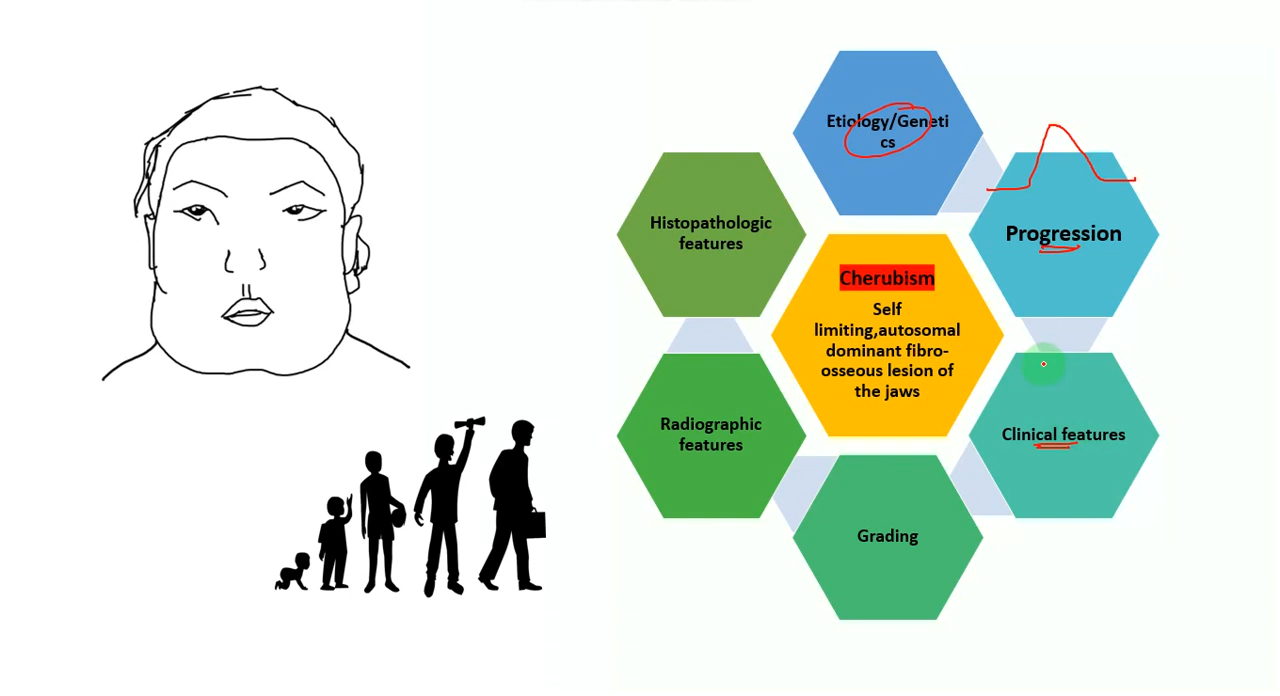 Etiology/Geneti
cs
Histopathologic
features
Progression
Cherubism
Self
limiting,autosomal
dominant fibro-
osseous lesion of
the jaws
Radiographic
features
Clinical features
Grading